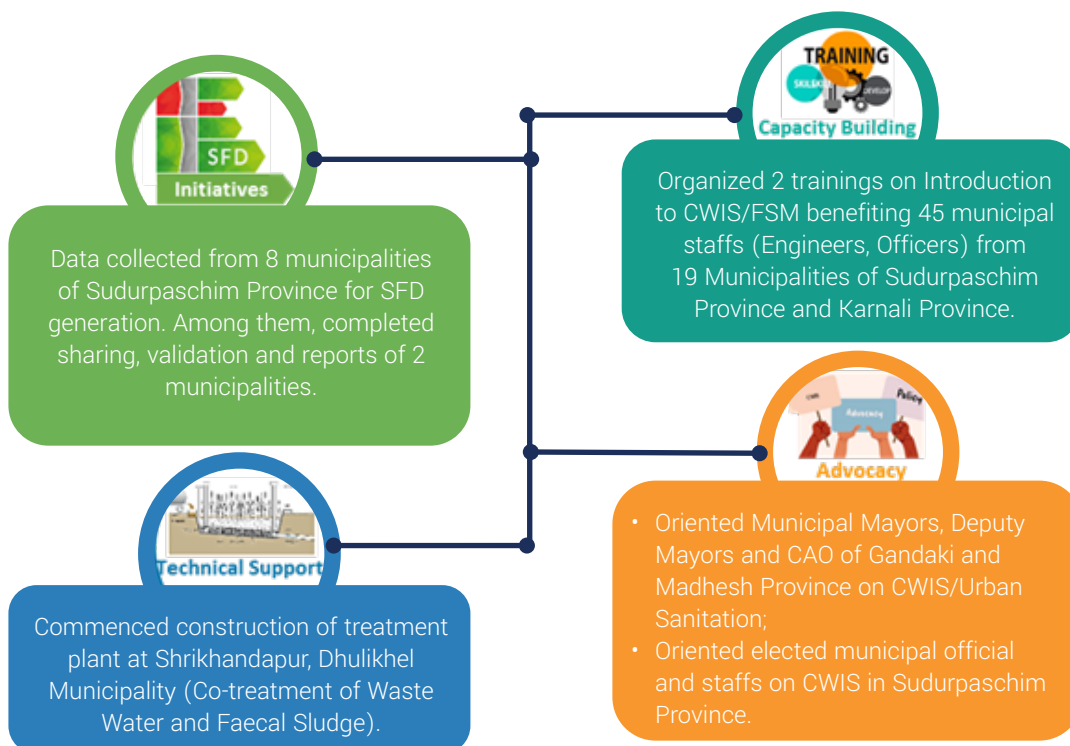 SFD
Initiatives
Data collected from 8 municipalities
of Sudurpaschim Province for SFD
generation. Among them, completed
sharing, validation and reports of 2
municipalities.
TRAINING
DEVELOP
Capacity Building
Organized 2 trainings on Introduction
to CWIS/FSM benefiting 45 municipal
staffs (Engineers, Officers) from
19 Municipalities of Sudurpaschim
Province and Karnali Province.
Technical Support
Commenced construction of treatment
plant at Shrikhandapur, Dhulikhel
Municipality (Co-treatment of Waste
Water and Faecal Sludge).
CWIS
Advocacy
Policy
Advocacy
• Oriented Municipal Mayors, Deputy
Mayors and CAO of Gandaki and
Madhesh Province on CWIS/Urban
Sanitation;
• Oriented elected municipal official
and staffs on CWIS in Sudurpaschim
Province.